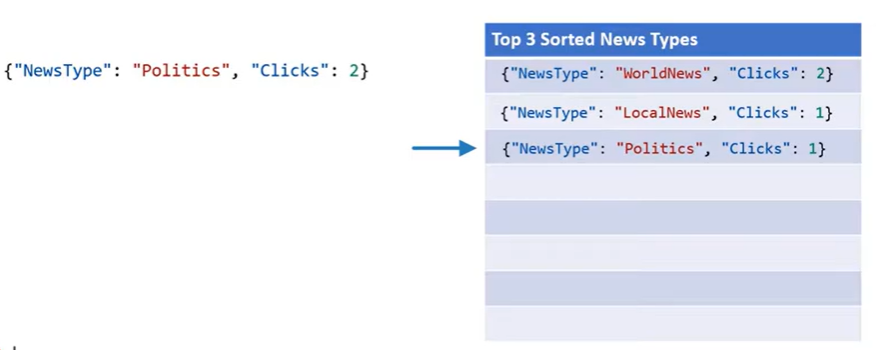 {"NewsType": "Politics", "Clicks": 2}
Top 3 Sorted News Types
{"NewsType": "WorldNews", "Clicks": 2}
{"NewsType": "LocalNews", "Clicks": 1}
{"NewsType": "Politics", "Clicks": 1}